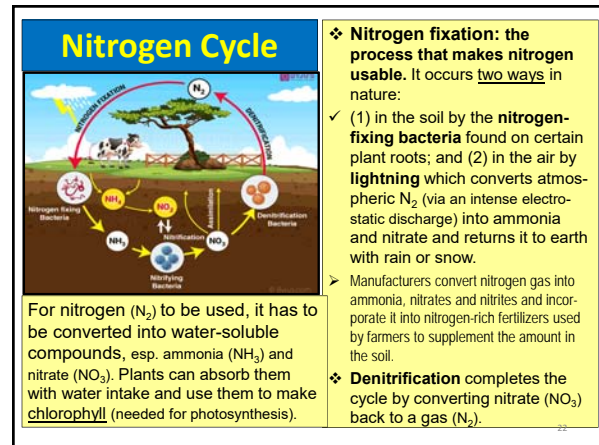 Nitrogen Cycle
N₂
NITROGEN FIXATION
DENITRIFICATION
Nitrogen fixing
Bacteria
NH₄
NO₂
Nitrification
Assimilation
Denitrification
Bacteria
NH₃
NO₃
Nitrifying
Bacteria
For nitrogen (N₂) to be used, it has to
be converted into water-soluble
compounds, esp. ammonia (NH₃) and
nitrate (NO₃). Plants can absorb them
with water intake and use them to make
chlorophyll (needed for photosynthesis).
❖ Nitrogen fixation: the
process that makes nitrogen
usable. It occurs two ways in
nature:
✓ (1) in the soil by the nitrogen-
fixing bacteria found on certain
plant roots; and (2) in the air by
lightning which converts atmos-
pheric N₂ (via an intense electro-
static discharge) into ammonia
and nitrate and returns it to earth
with rain or snow.
➢ Manufacturers convert nitrogen gas into
ammonia, nitrates and nitrites and incor-
porate it into nitrogen-rich fertilizers used
by farmers to supplement the amount in
the soil.
❖ Denitrification completes the
cycle by converting nitrate (NO₃)
back to a gas (N₂).
22